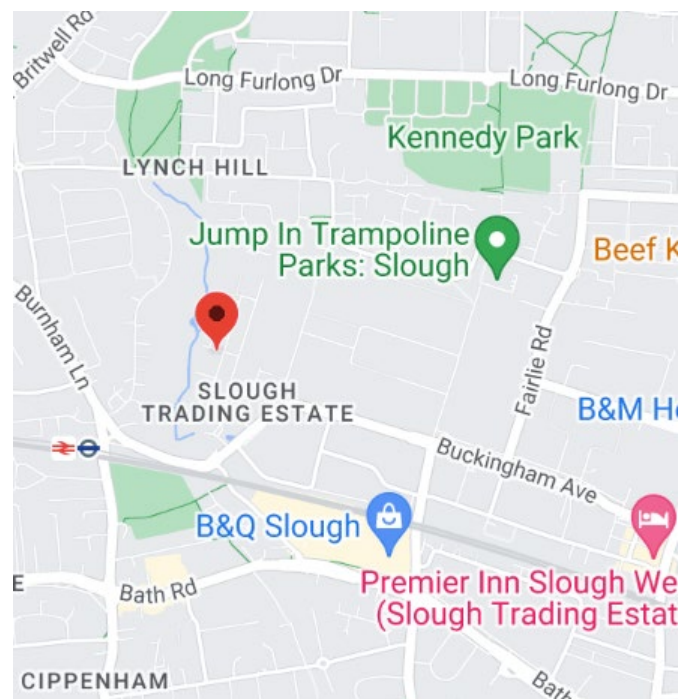 Britwell Rd
Long Furlong Dr
Long Furlong Dr
Kennedy Park
LYNCH HILL
Jump In Trampoline
Parks: Slough
Beef K
Burnham Ln
Fairlie Rd
SLOUGH
TRADING ESTATE
B&M Ho
Buckingham Ave
B&Q Slough
E
Bath Rd
Premier Inn Slough We
(Slough Trading Estat
Bath
CIPPENHAM